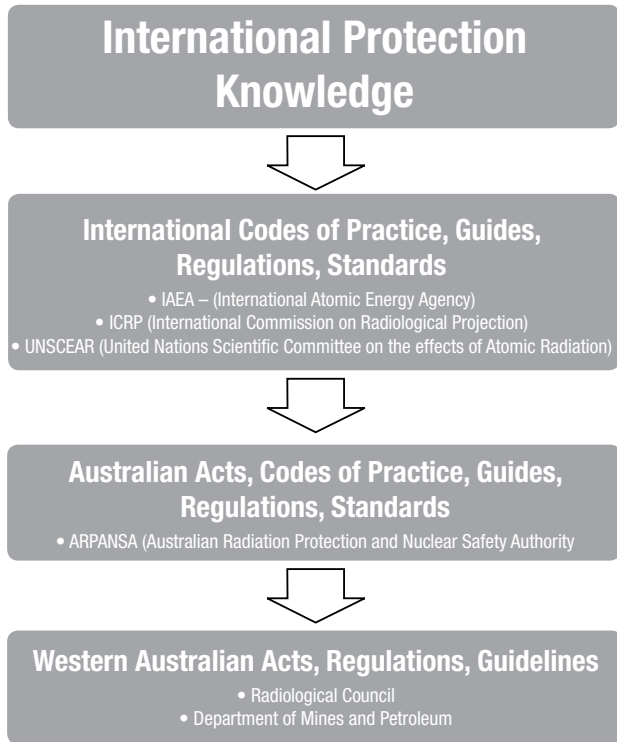 International Protection
Knowledge
International Codes of Practice, Guides,
Regulations, Standards
• IAEA – (International Atomic Energy Agency)
• ICRP (International Commission on Radiological Projection)
• UNSCEAR (United Nations Scientific Committee on the effects of Atomic Radiation)
Australian Acts, Codes of Practice, Guides,
Regulations, Standards
• ARPANSA (Australian Radiation Protection and Nuclear Safety Authority
Western Australian Acts, Regulations, Guidelines
• Radiological Council
• Department of Mines and Petroleum